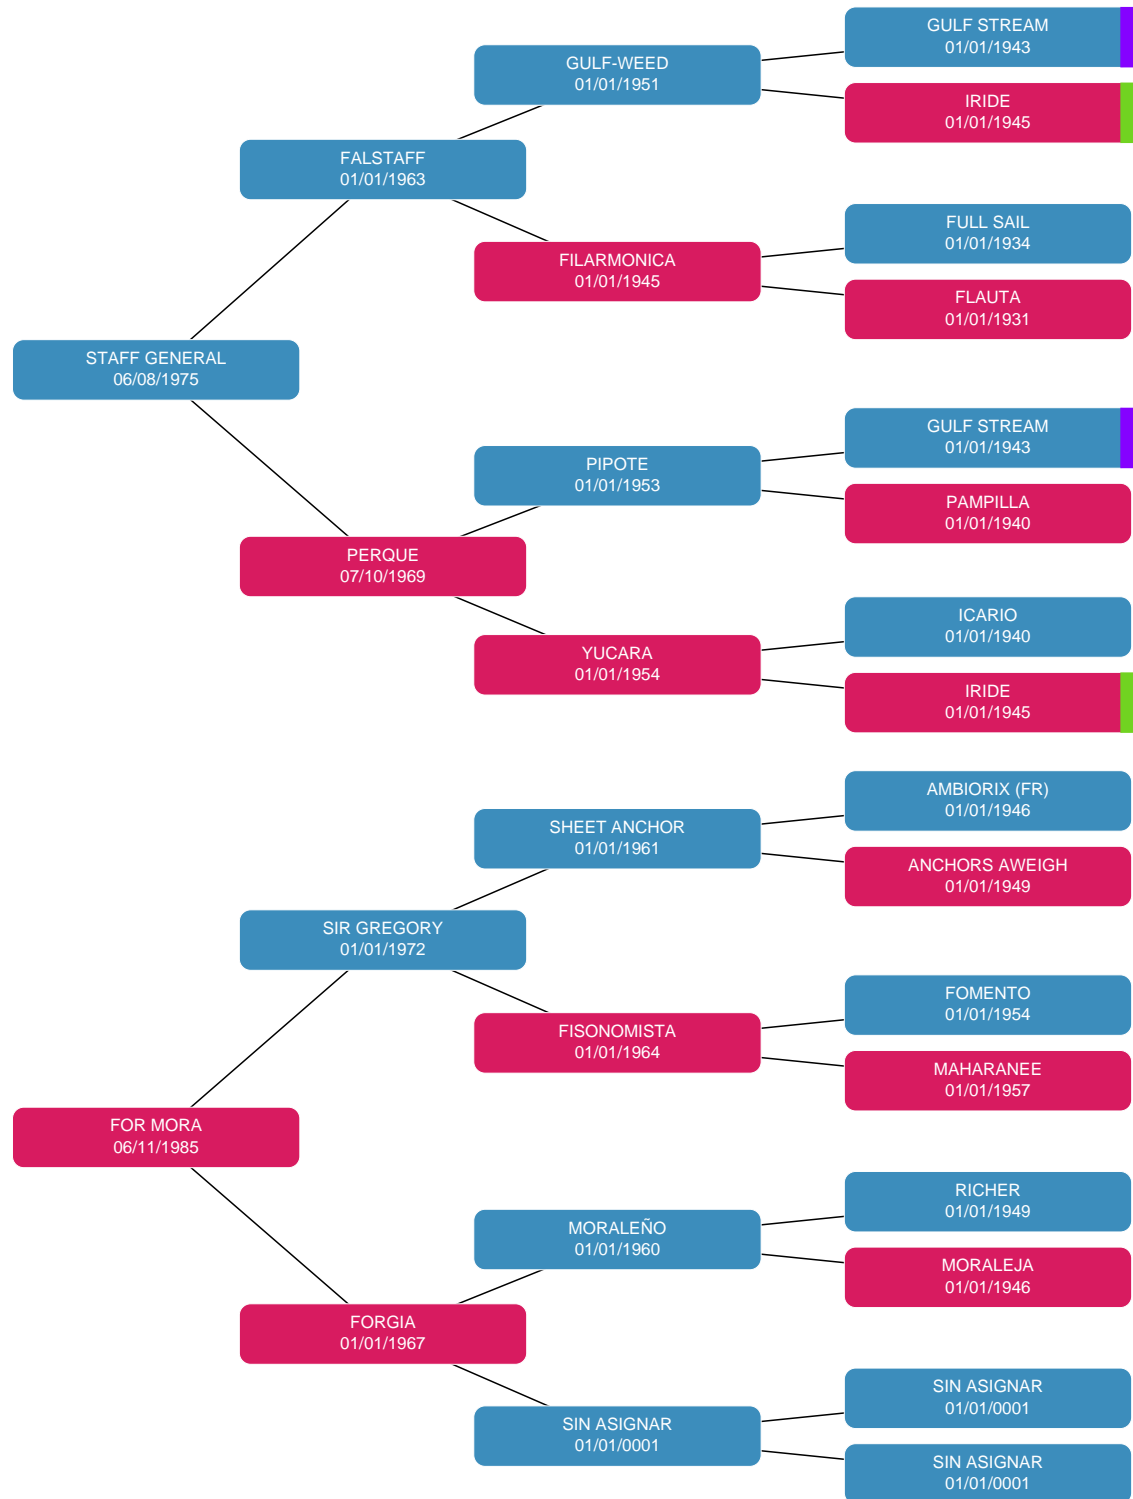 GULF STREAM
01/01/1943
GULF-WEED
01/01/1951
IRIDE
01/01/1945
FALSTAFF
01/01/1963
FULL SAIL
01/01/1934
FILARMONICA
01/01/1945
FLAUTA
01/01/1931
STAFF GENERAL
06/08/1975
GULF STREAM
01/01/1943
PIPOTE
01/01/1953
PAMPILLA
01/01/1940
PERQUE
07/10/1969
ICARIO
01/01/1940
YUCARA
01/01/1954
IRIDE
01/01/1945
AMBIORIX (FR)
01/01/1946
SHEET ANCHOR
01/01/1961
ANCHORS AWEIGH
01/01/1949
SIR GREGORY
01/01/1972
FOMENTO
01/01/1954
FISONOMISTA
01/01/1964
MAHARANEE
01/01/1957
FOR MORA
06/11/1985
RICHER
01/01/1949
MORALEÑO
01/01/1960
MORALEJA
01/01/1946
FORGIA
01/01/1967
SIN ASIGNAR
01/01/0001
SIN ASIGNAR
01/01/0001
SIN ASIGNAR
01/01/0001